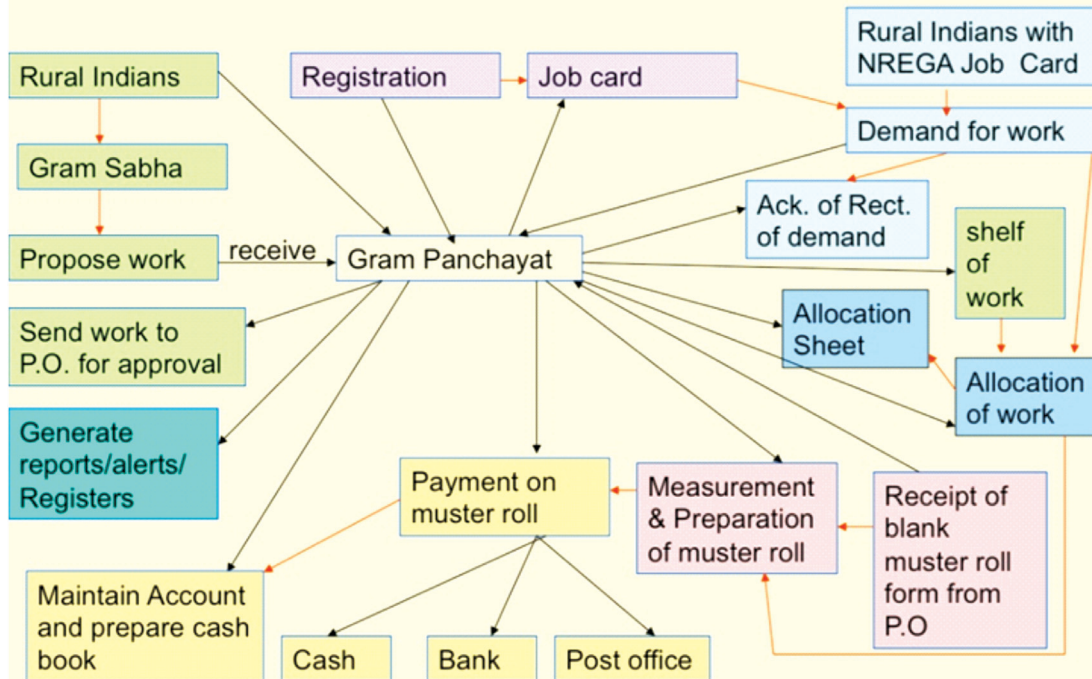 Rural Indians with
NREGA Job Card
Rural Indians
Registration
Job card
Demand for work
Gram Sabha
Ack. of Rect.
of demand
shelf
of
work
Propose work
receive
Gram Panchayat
Send work to
P.O. for approval
Allocation
Sheet
Allocation
of work
Generate
reports/alerts/
Registers
Payment on
muster roll
Measurement
& Preparation
of muster roll
Receipt of
blank
muster roll
form from
P.O
Maintain Account
and prepare cash
book
Cash
Bank
Post office